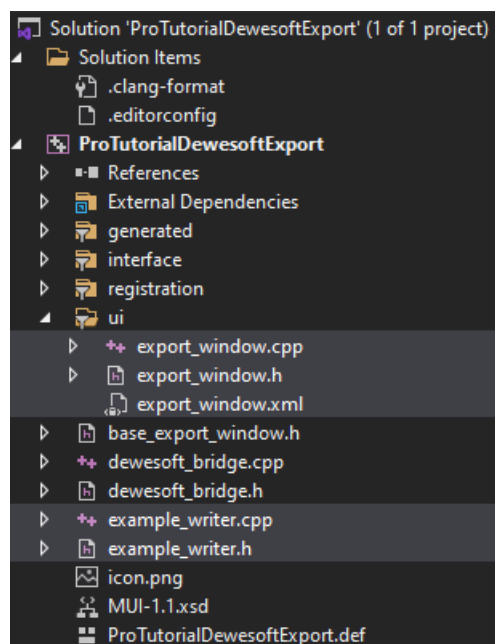 Solution 'ProTutorialDewesoftExport' (1 of 1 project)
Solution Items
.clang-format
.editorconfig
ProTutorialDewesoftExport
References
External Dependencies
generated
interface
registration
ui
export_window.cpp
export_window.h
export_window.xml
base_export_window.h
dewesoft_bridge.cpp
dewesoft_bridge.h
example_writer.cpp
example_writer.h
icon.png
MUI-1.1.xsd
ProTutorialDewesoftExport.def